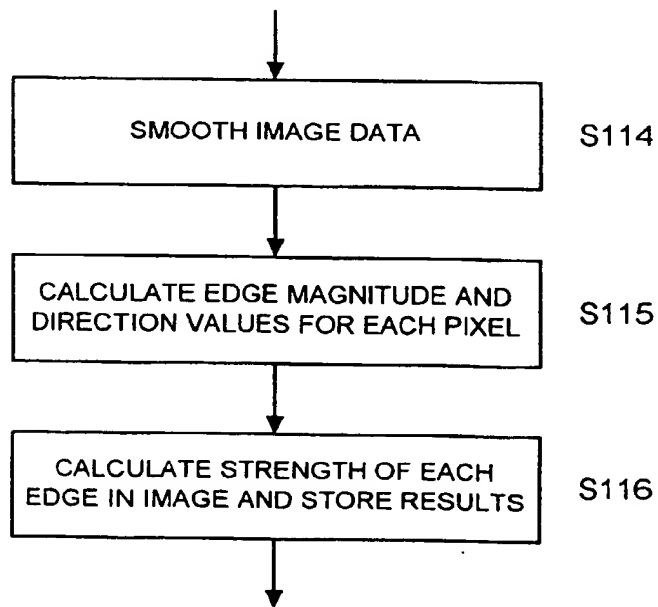 SMOOTH IMAGE DATA
S114
CALCULATE EDGE MAGNITUDE AND
DIRECTION VALUES FOR EACH PIXEL
S115
CALCULATE STRENGTH OF EACH
EDGE IN IMAGE AND STORE RESULTS
S116